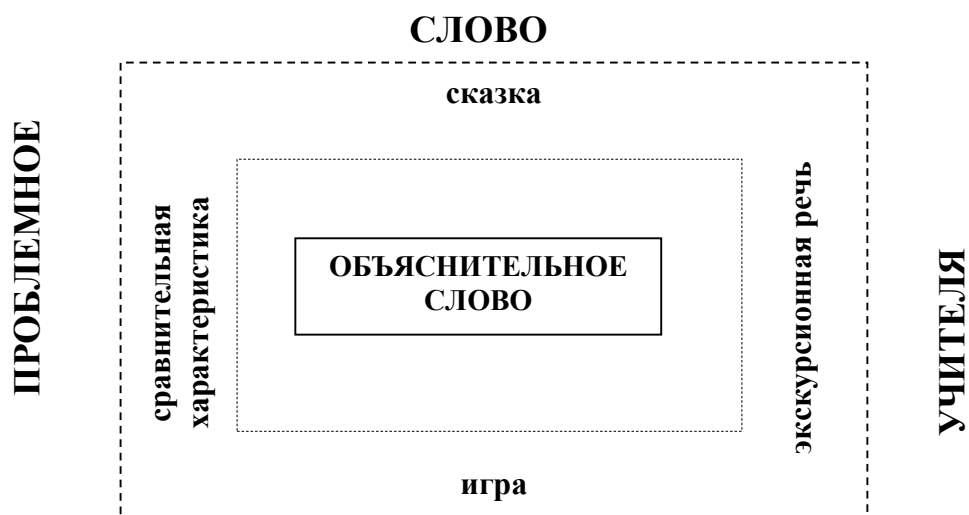 СЛОВО
сказка
ПРОБЛЕМНОЕ
сравнительная
характеристика
ОБЪЯСНИТЕЛЬНОЕ
СЛОВО
экскурсионная речь
УЧИТЕЛЯ
игра